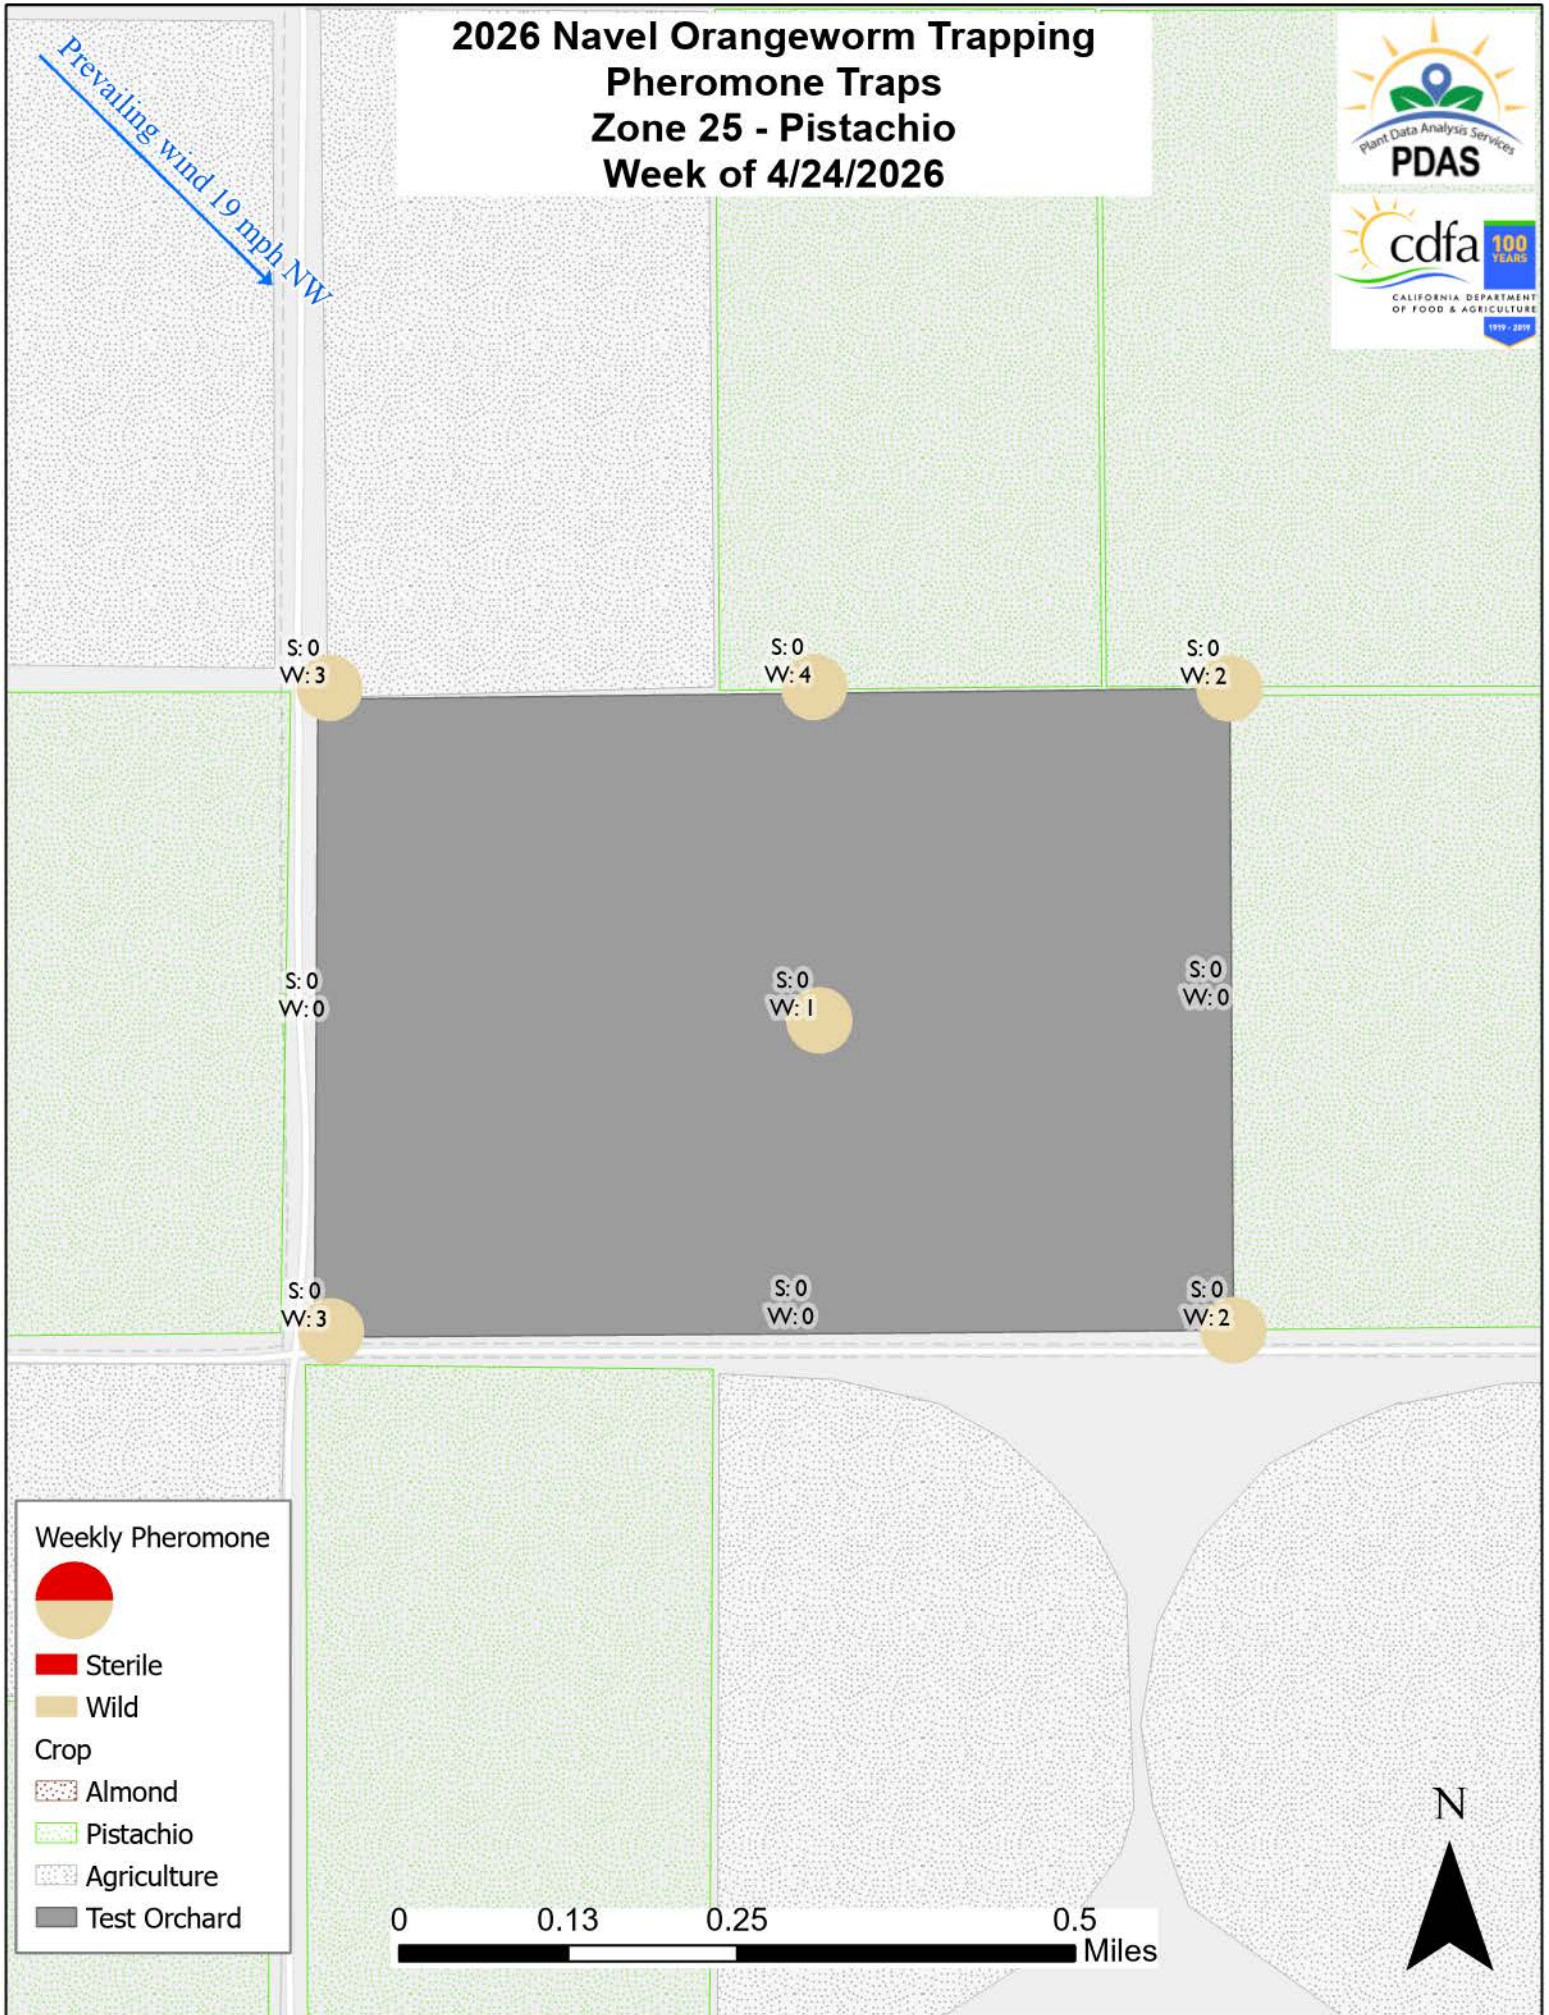 2026 Navel Orangeworm Trapping
Pheromone Traps
Zone 25 - Pistachio
Week of 4/24/2026
Prevailing wind 19 mph NW
Plant Data Analysis Services
PDAS
cdfa
100
YEARS
CALIFORNIA DEPARTMENT
OF FOOD & AGRICULTURE
1919 - 2019
S: 0
W: 3
S: 0
W: 4
S: 0
W: 2
S: 0
W: 0
S: 0
W: 1
S: 0
W: 0
S: 0
W: 3
S: 0
W: 0
S: 0
W: 2
Weekly Pheromone
Sterile
Wild
Crop
Almond
Pistachio
Agriculture
Test Orchard
0 0.13 0.25 0.5
Miles
N